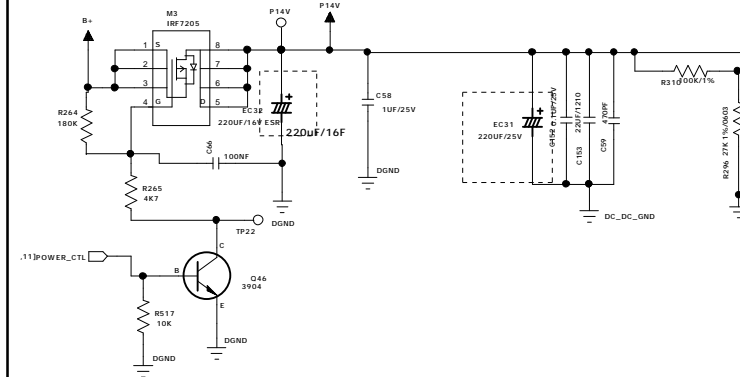 B+
M3
IRF7205
P14V
P14V
1
S
8
2
7
3
6
4
G
D
5
R264
180K
EC32
220UF/16V ESR
220uF/16F
C66
100NF
C58
1UF/25V
DGND
DGND
R265
4K7
TP22
,11]POWER_CTL
B
C
E
Q46
3904
R517
10K
DGND
DGND
EC31
220UF/25V
C152 0.1UF/25V
C153
22UF/1210
C59
470PF
DC_DC_GND
R310
100K/1%
R296 27K 1%/0603